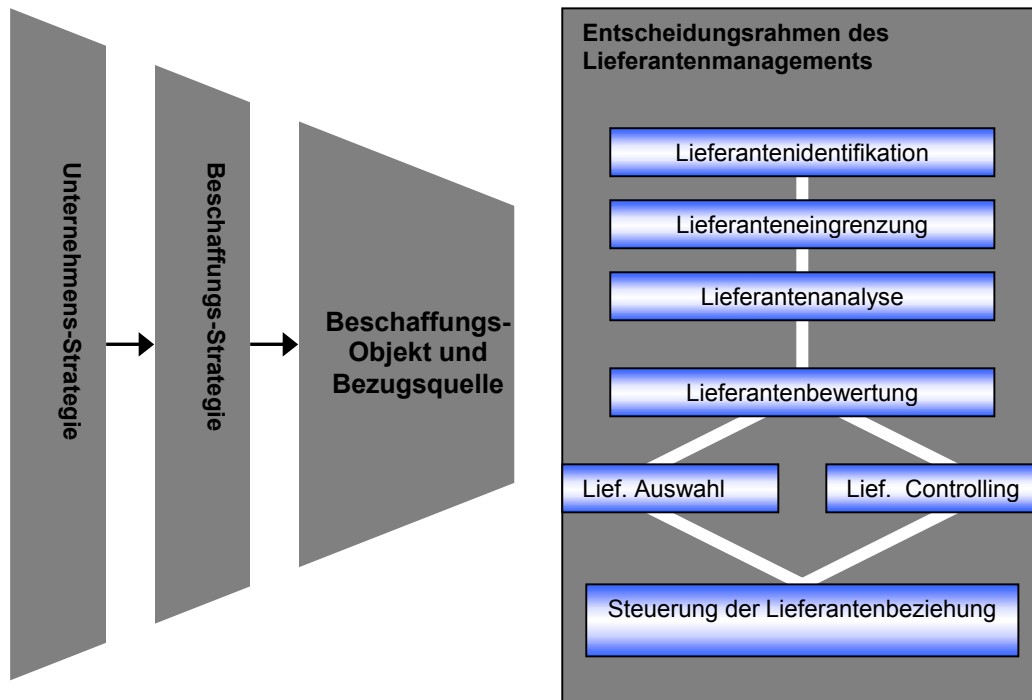 Unternehmens-Strategie
Beschaffungs-Strategie
Beschaffungs-
Objekt und
Bezugsquelle
Entscheidungsrahmen des
Lieferantenmanagements
Lieferantenidentifikation
Lieferanteneingrenzung
Lieferantenanalyse
Lieferantenbewertung
Lief. Auswahl
Lief. Controlling
Steuerung der Lieferantenbeziehung